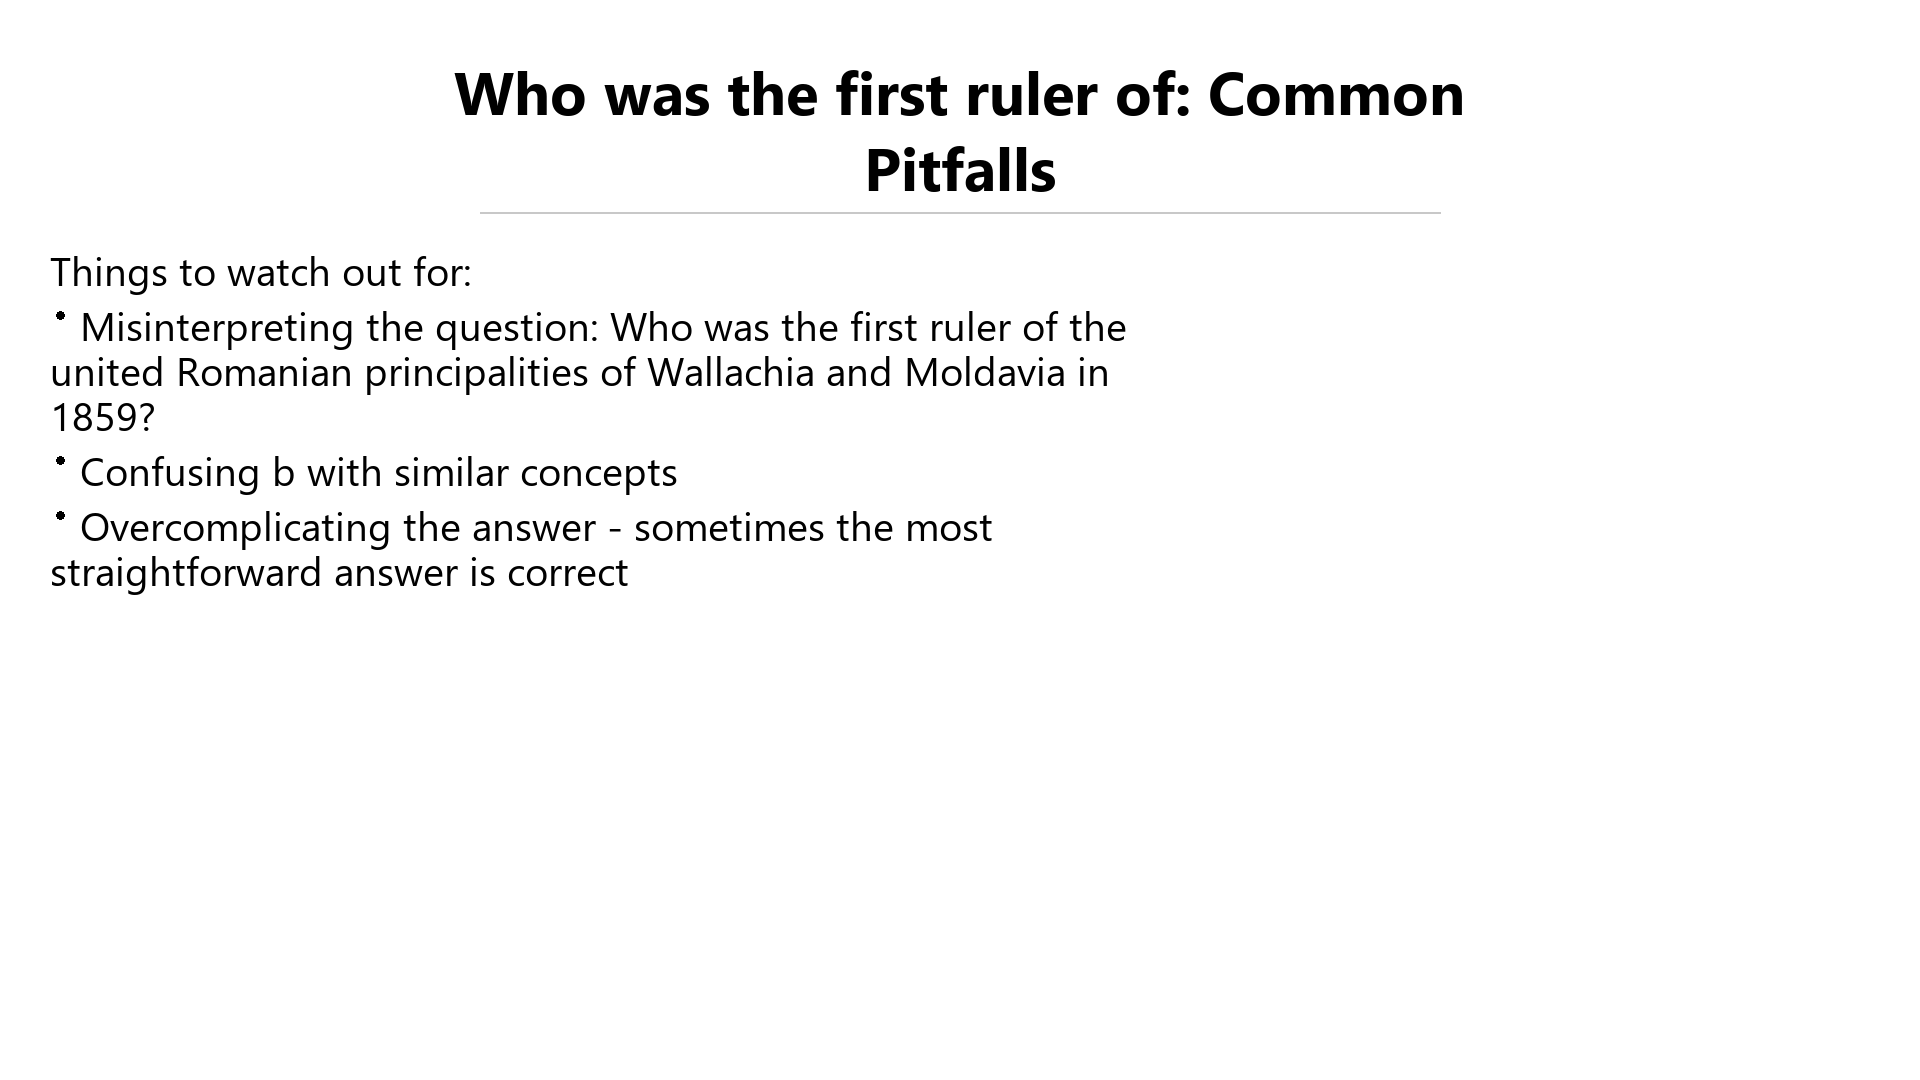 Who was the first ruler of: Common
Pitfalls
Things to watch out for:
• Misinterpreting the question: Who was the first ruler of the
united Romanian principalities of Wallachia and Moldavia in
1859?
• Confusing b with similar concepts
• Overcomplicating the answer - sometimes the most
straightforward answer is correct